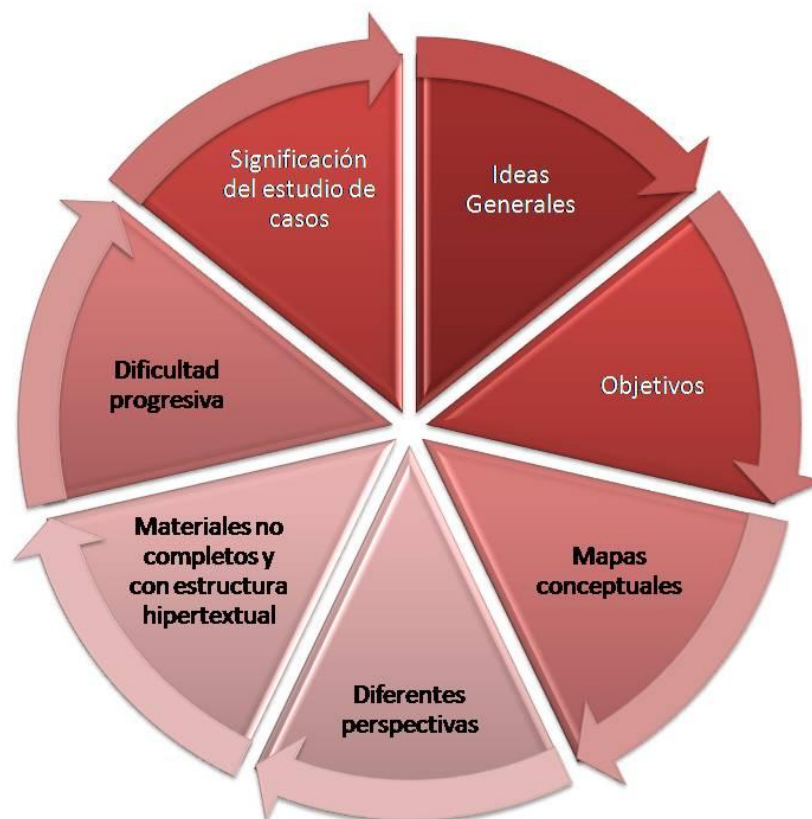 Ideas
Generales
Objetivos
Mapas
conceptuales
Diferentes
perspectivas
Materiales no
completos y
con estructura
hipertextual
Dificultad
progresiva
Significación
del estudio de
casos